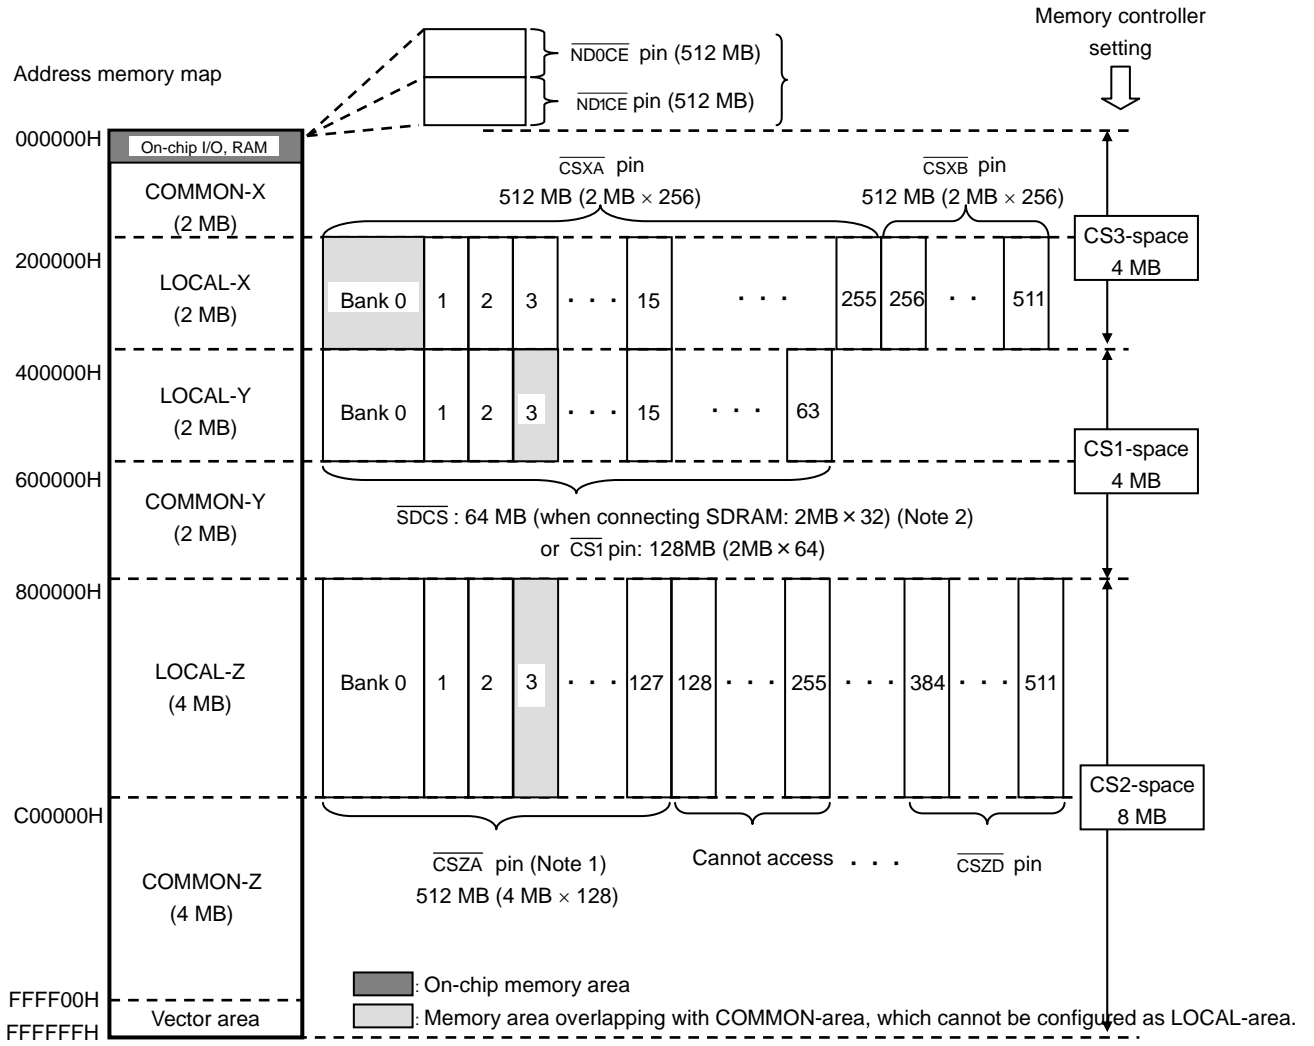 Memory controller
setting
Address memory map
ND0CE pin (512 MB)
ND1CE pin (512 MB)
000000H
On-chip I/O, RAM
COMMON-X
(2 MB)
CSXA pin
512 MB (2 MB × 256)
CSXB pin
512 MB (2 MB × 256)
CS3-space
4 MB
200000H
LOCAL-X
(2 MB)
Bank 0 1 2 3 · · · 15 · · · 255 256 · · 511
400000H
LOCAL-Y
(2 MB)
Bank 0 1 2 3 · · · 15 · · · 63
CS1-space
4 MB
600000H
COMMON-Y
(2 MB)
SDCS : 64 MB (when connecting SDRAM: 2MB × 32) (Note 2)
or CS1 pin: 128MB (2MB × 64)
800000H
LOCAL-Z
(4 MB)
Bank 0 1 2 3 · · · 127 128 · · · 255 · · · 384 · · · 511
CS2-space
8 MB
C00000H
CSZA pin (Note 1)
512 MB (4 MB × 128)
Cannot access · · · CSZD pin
COMMON-Z
(4 MB)
: On-chip memory area
FFFF00H
Vector area
: Memory area overlapping with COMMON-area, which cannot be configured as LOCAL-area.
FFFFFFH